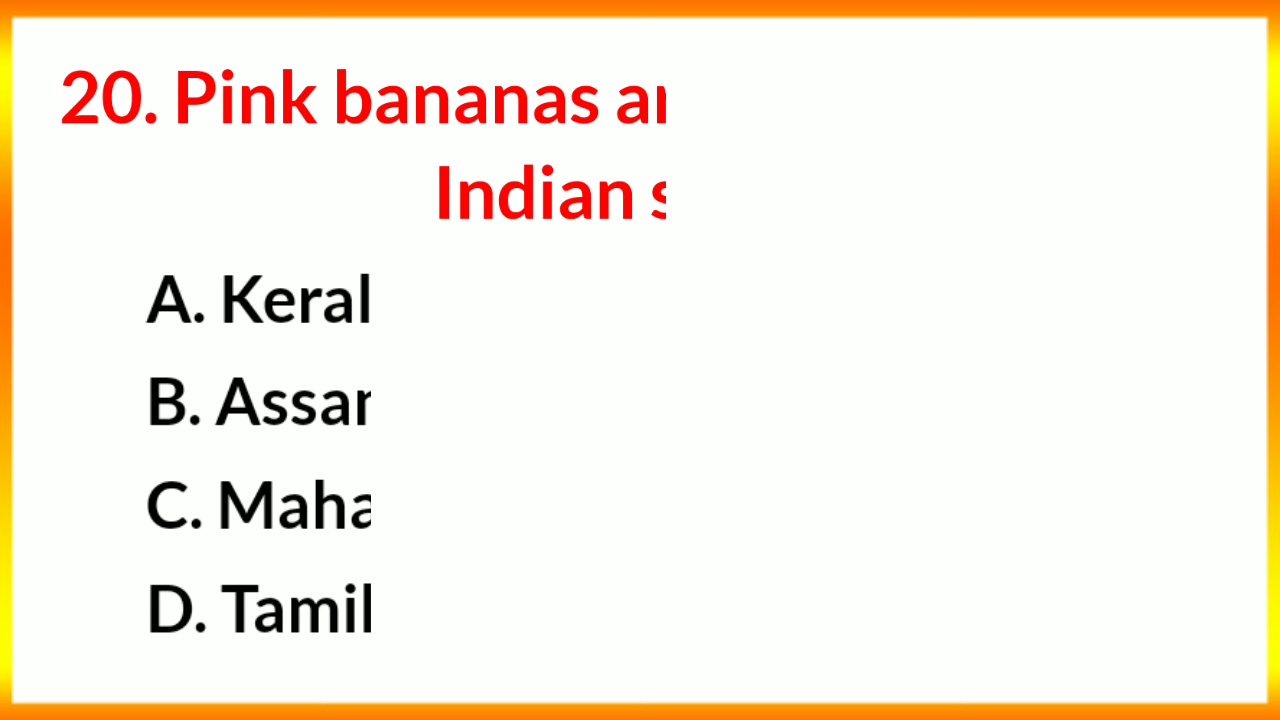 20. Pink bananas
Indian
A. Keral
B. Assa
C. Maha
D. Tamil